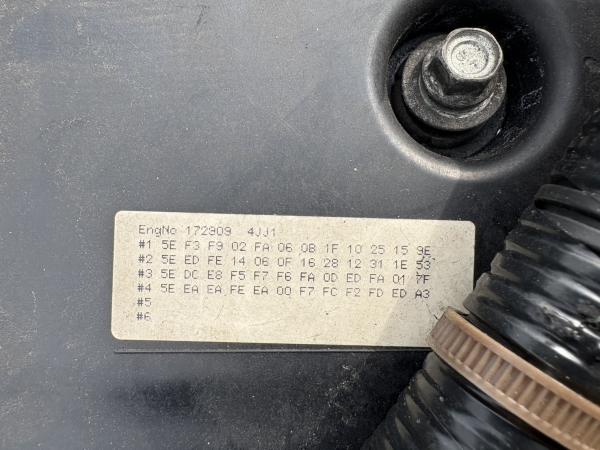 EngNo 172909 4JJ1
#1 5E F3 F9 02 FA 06 0B 1F 10 25 15 9E
#2 5E ED FE 14 06 0F 16 28 12 31 1E 53
#3 5E DC E8 F5 F7 F6 FA 0D ED FA 01 7F
#4 5E EA EA FE EA 00 F7 FC F2 FD ED A3
#5
#6